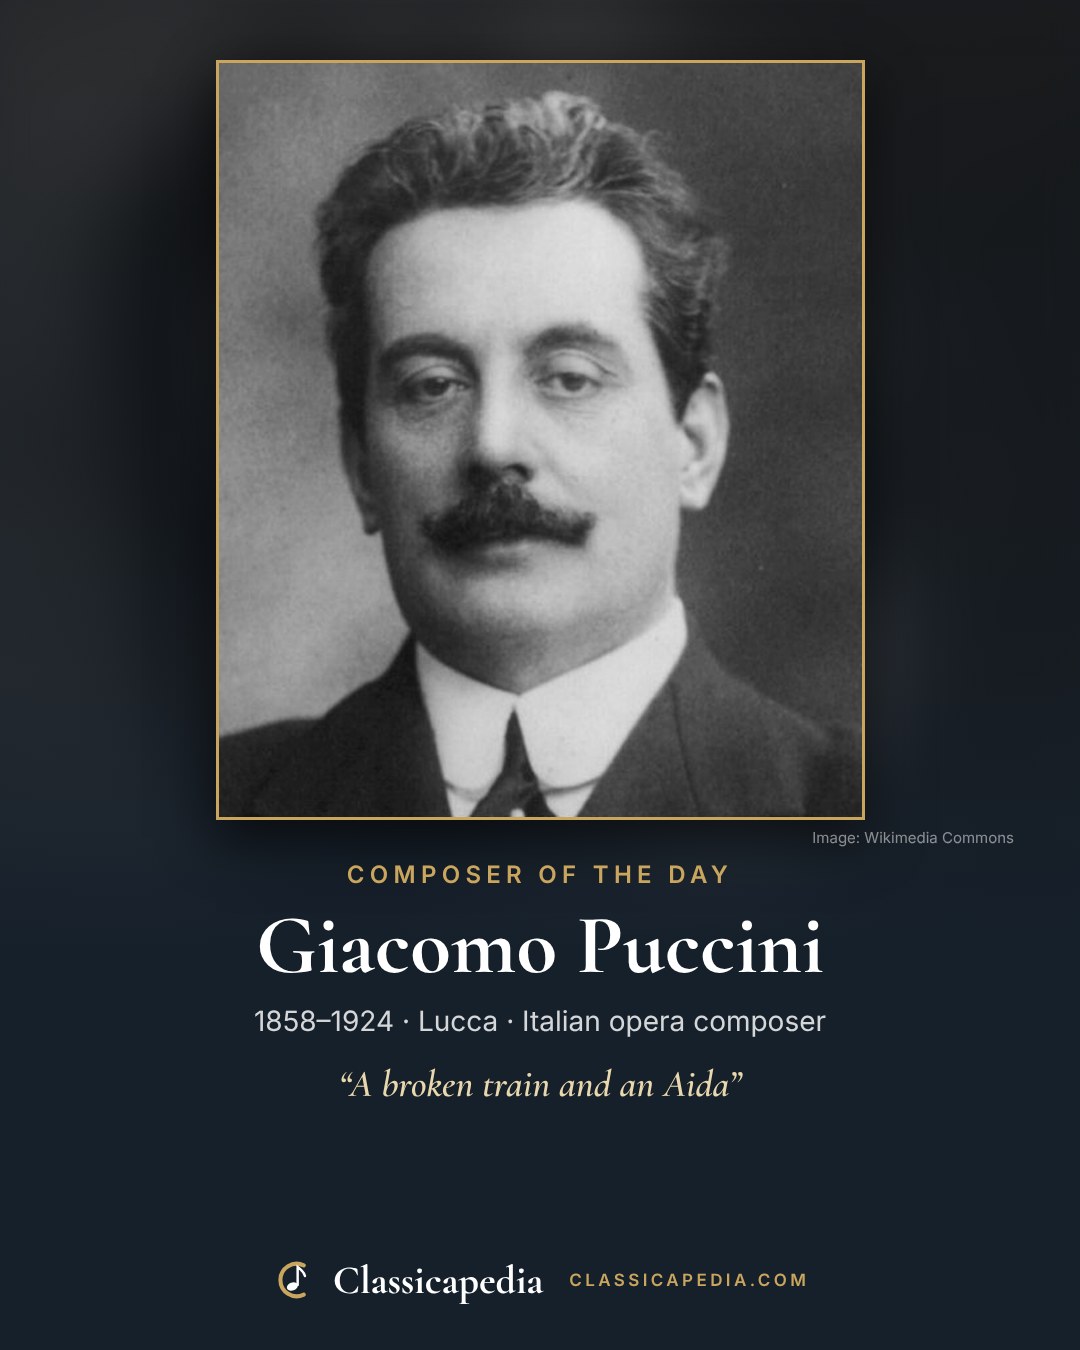 Image: Wikimedia Commons
COMPOSER OF THE DAY
Giacomo Puccini
1858–1924 · Lucca · Italian opera composer
“A broken train and an Aida”
Classicapedia CLASSICAPEDIA.COM